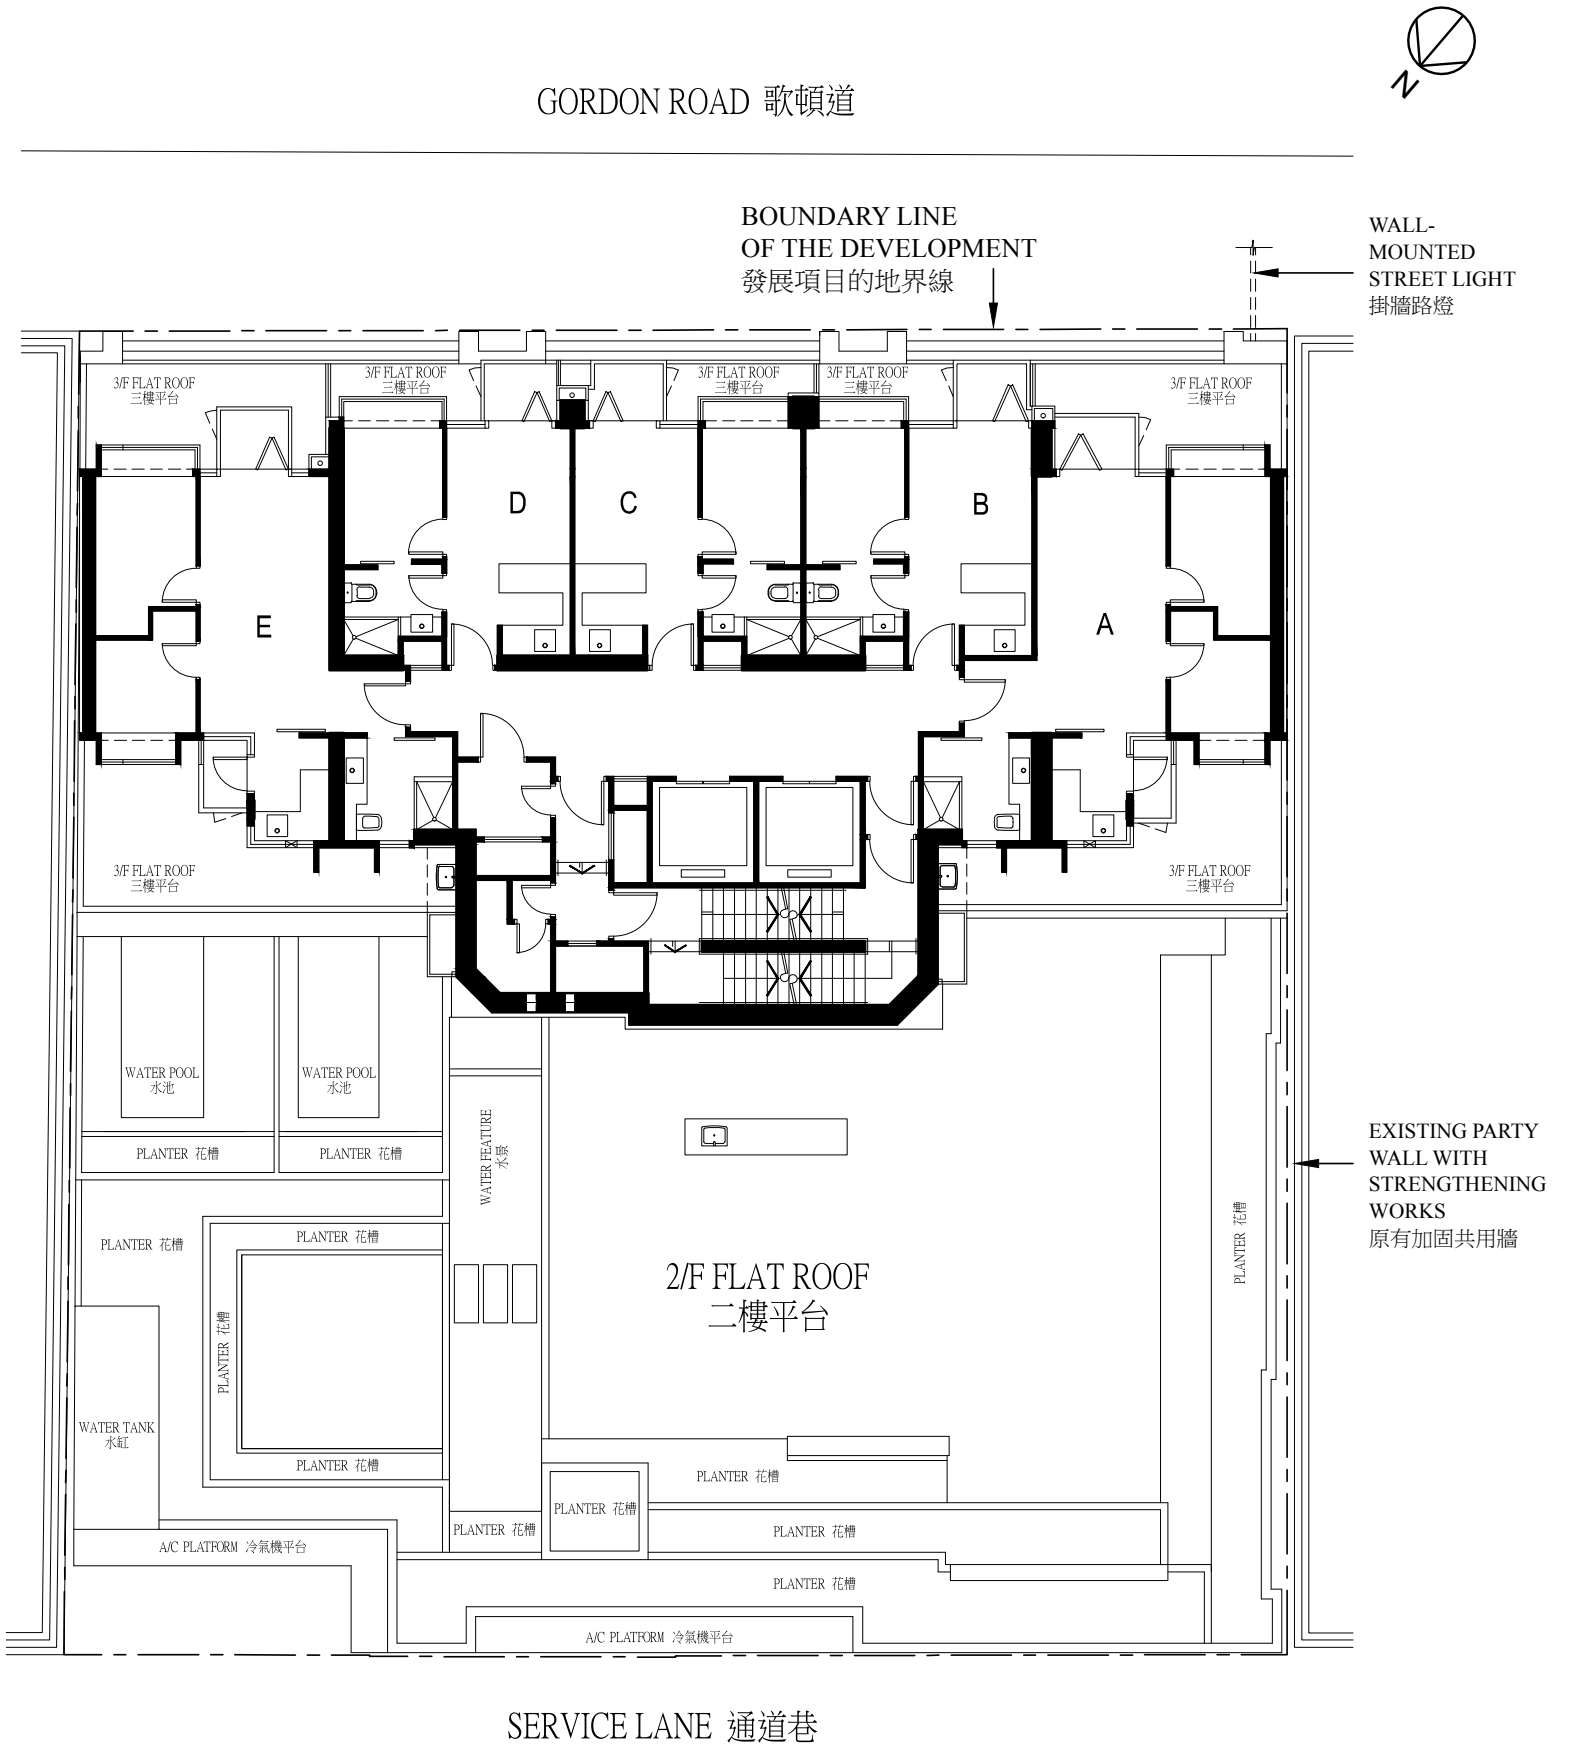 N
GORDON ROAD 歌頓道
BOUNDARY LINE
OF THE DEVELOPMENT
發展項目的地界線
WALL-
MOUNTED
STREET LIGHT
掛牆路燈
3/F FLAT ROOF
三樓平台
3/F FLAT ROOF
三樓平台
3/F FLAT ROOF
三樓平台
3/F FLAT ROOF
三樓平台
3/F FLAT ROOF
三樓平台
D
C
B
E
A
3/F FLAT ROOF
三樓平台
3/F FLAT ROOF
三樓平台
WATER POOL
水池
WATER POOL
水池
PLANTER 花槽
PLANTER 花槽
WATER FEATURE
水景
EXISTING PARTY
WALL WITH
STRENGTHENING
WORKS
原有加固共用牆
PLANTER 花槽
PLANTER 花槽
PLANTER 花槽
PLANTER 花槽
2/F FLAT ROOF
二樓平台
WATER TANK
水缸
PLANTER 花槽
PLANTER 花槽
PLANTER 花槽
PLANTER 花槽
PLANTER 花槽
A/C PLATFORM 冷氣機平台
PLANTER 花槽
A/C PLATFORM 冷氣機平台
SERVICE LANE 通道巷